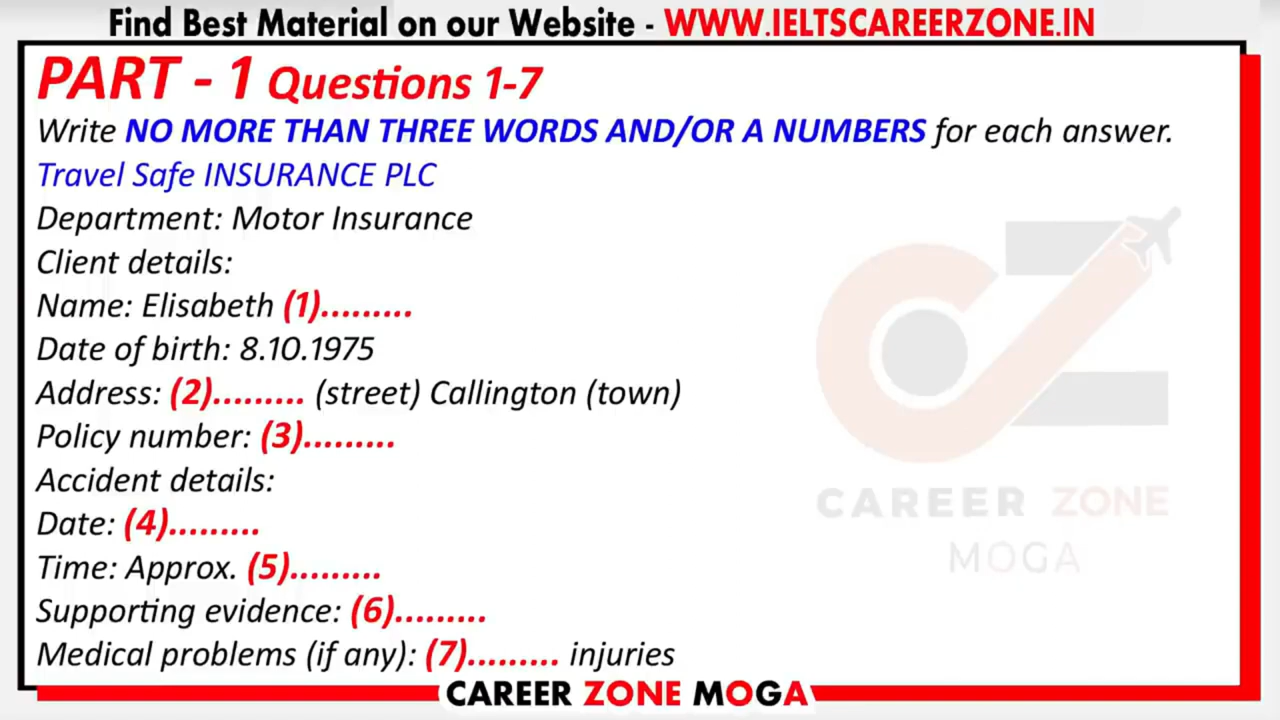 Find Best Material on our Website - WWW.IELTSCAREERZONE.IN
PART - 1 Questions 1-7
Write NO MORE THAN THREE WORDS AND/OR A NUMBERS for each answer.
Travel Safe INSURANCE PLC
Department: Motor Insurance
Client details:
Name: Elisabeth (1).........
Date of birth: 8.10.1975
Address: (2)......... (street) Callington (town)
Policy number: (3).........
Accident details:
Date: (4).........
Time: Approx. (5).........
Supporting evidence: (6).........
Medical problems (if any): (7)......... injuries
CAREER ZONE
MOGA
CAREER ZONE MOGA